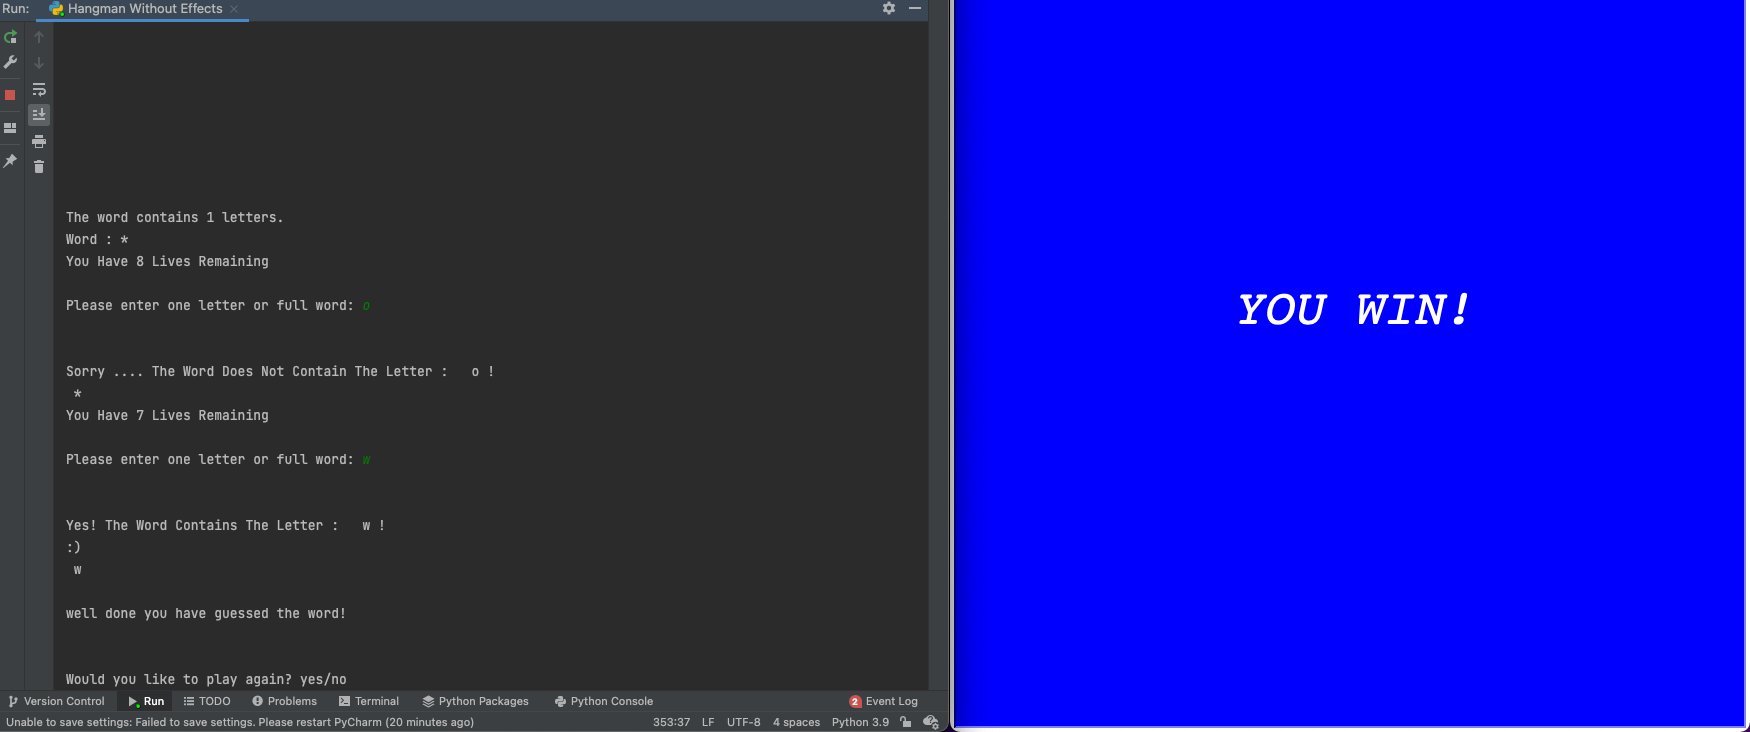 Run: Hangman Without Effects
The word contains 1 letters.
Word : *
You Have 8 Lives Remaining
Please enter one letter or full word: o
Sorry .... The Word Does Not Contain The Letter :   o !
*
You Have 7 Lives Remaining
Please enter one letter or full word: w
Yes! The Word Contains The Letter :   w !
:)
w
well done you have guessed the word!
Would you like to play again? yes/no
Version Control Run TODO Problems Terminal Python Packages Python Console 2 Event Log
Unable to save settings: Failed to save settings. Please restart PyCharm (20 minutes ago) 353:37 LF UTF-8 4 spaces Python 3.9
YOU WIN!